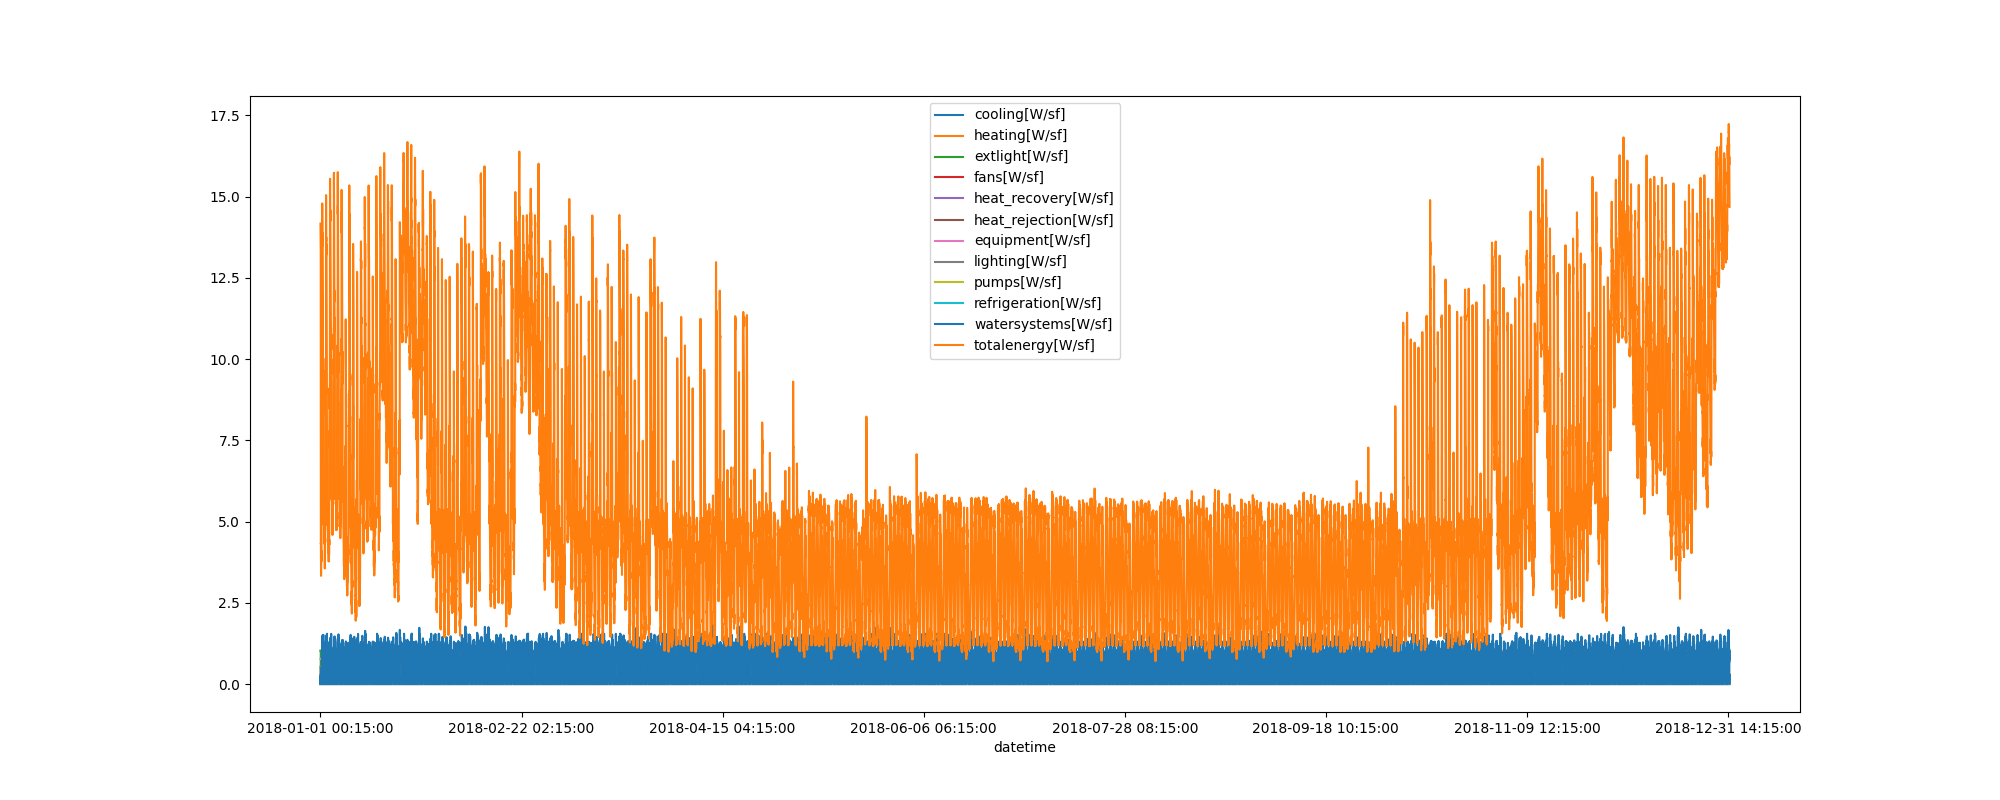 17.5
15.0
12.5
10.0
7.5
5.0
2.5
0.0
cooling[W/sf]
heating[W/sf]
extlight[W/sf]
fans[W/sf]
heat_recovery[W/sf]
heat_rejection[W/sf]
equipment[W/sf]
lighting[W/sf]
pumps[W/sf]
refrigeration[W/sf]
watersystems[W/sf]
totalenergy[W/sf]
2018-01-01 00:15:00 2018-02-22 02:15:00 2018-04-15 04:15:00 2018-06-06 06:15:00 2018-07-28 08:15:00 2018-09-18 10:15:00 2018-11-09 12:15:00 2018-12-31 14:15:00
datetime